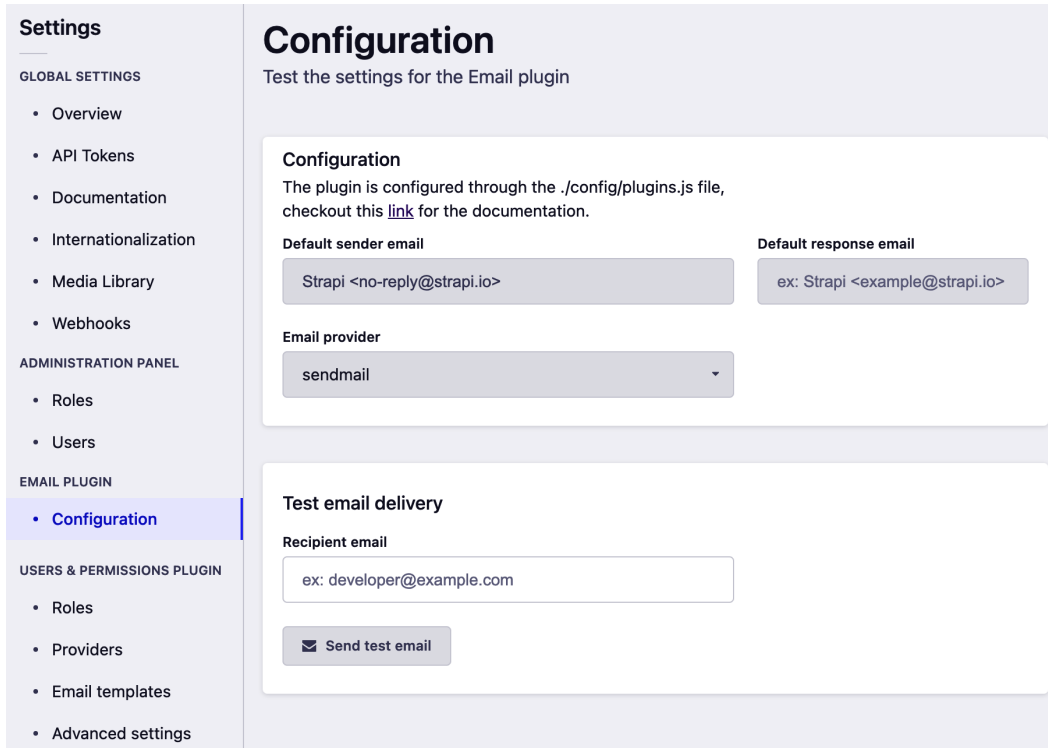 Settings
GLOBAL SETTINGS
Overview
API Tokens
Documentation
Internationalization
Media Library
Webhooks
ADMINISTRATION PANEL
Roles
Users
EMAIL PLUGIN
Configuration
USERS & PERMISSIONS PLUGIN
Roles
Providers
Email templates
Advanced settings
Configuration
Test the settings for the Email plugin
Configuration
The plugin is configured through the ./config/plugins.js file,
checkout this link for the documentation.
Default sender email
Strapi <no-reply@strapi.io>
Default response email
ex: Strapi <example@strapi.io>
Email provider
sendmail
Test email delivery
Recipient email
ex: developer@example.com
Send test email